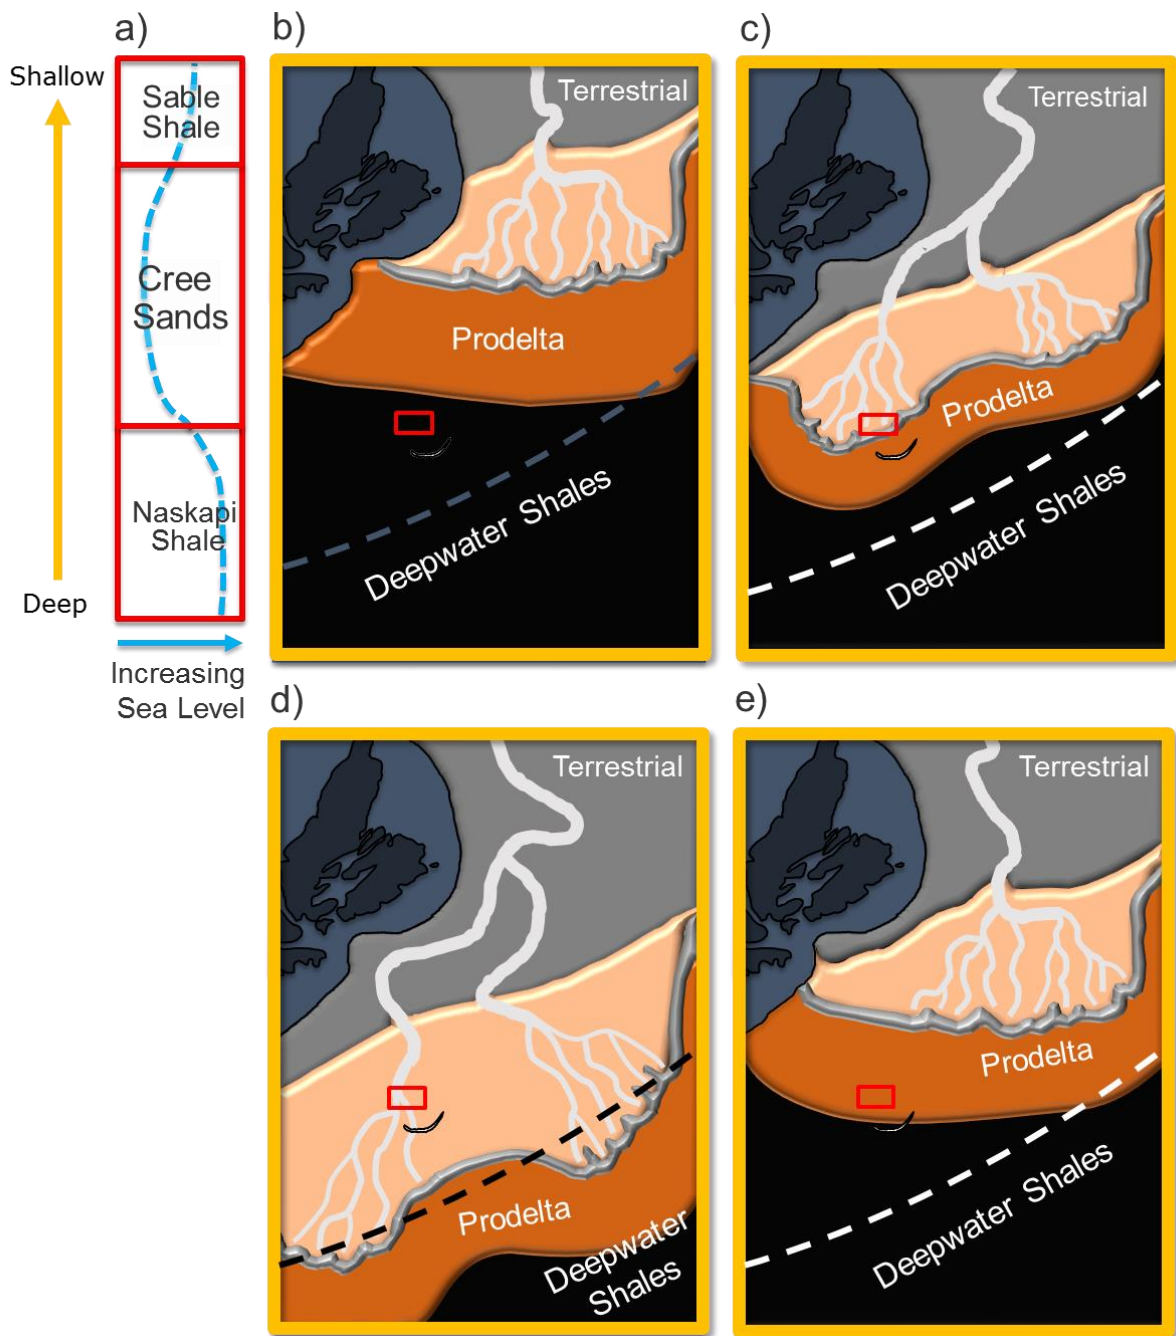 a)
Shallow
Sable
Shale
Cree
Sands
Naskapi
Shale
Deep
Increasing
Sea Level
b)
Terrestrial
Prodelta
Deepwater Shales
c)
Terrestrial
Prodelta
Deepwater Shales
d)
Terrestrial
Prodelta
Deepwater
Shales
e)
Terrestrial
Prodelta
Deepwater Shales